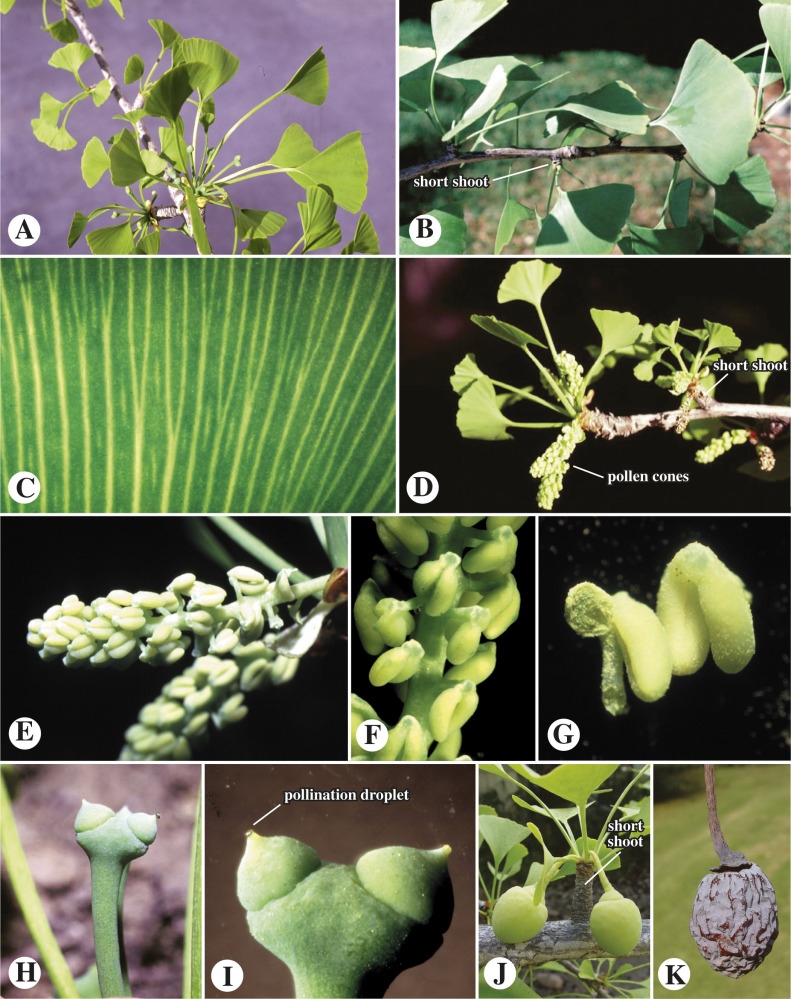 A
short shoot
B
C
short shoot
pollen cones
D
E
F
G
H
pollination droplet
I
short
shoot
J
K